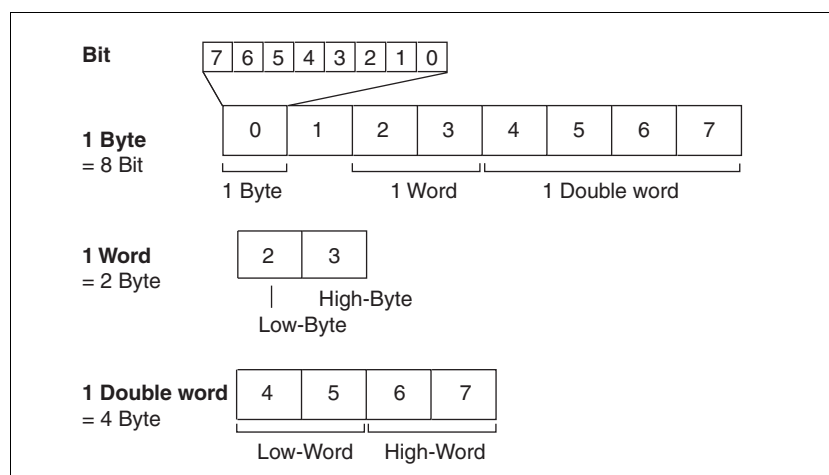 Bit
7 6 5 4 3 2 1 0
1 Byte
= 8 Bit
0 1 2 3 4 5 6 7
1 Byte 1 Word 1 Double word
1 Word
= 2 Byte
2 3
High-Byte
Low-Byte
1 Double word
= 4 Byte
4 5 6 7
Low-Word High-Word